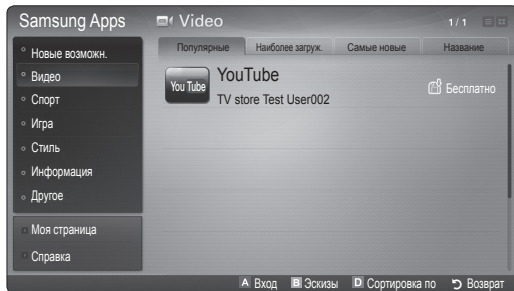 Samsung Apps
Video
1/1
Новые возможн.
Видео
Спорт
Игра
Стиль
Информация
Другое
Моя страница
Справка
Популярные
Наиболее загруж.
Самые новые
Название
You Tube
YouTube
TV store Test User002
Бесплатно
A Вход
B Эскизы
D Сортировка по
Возврат